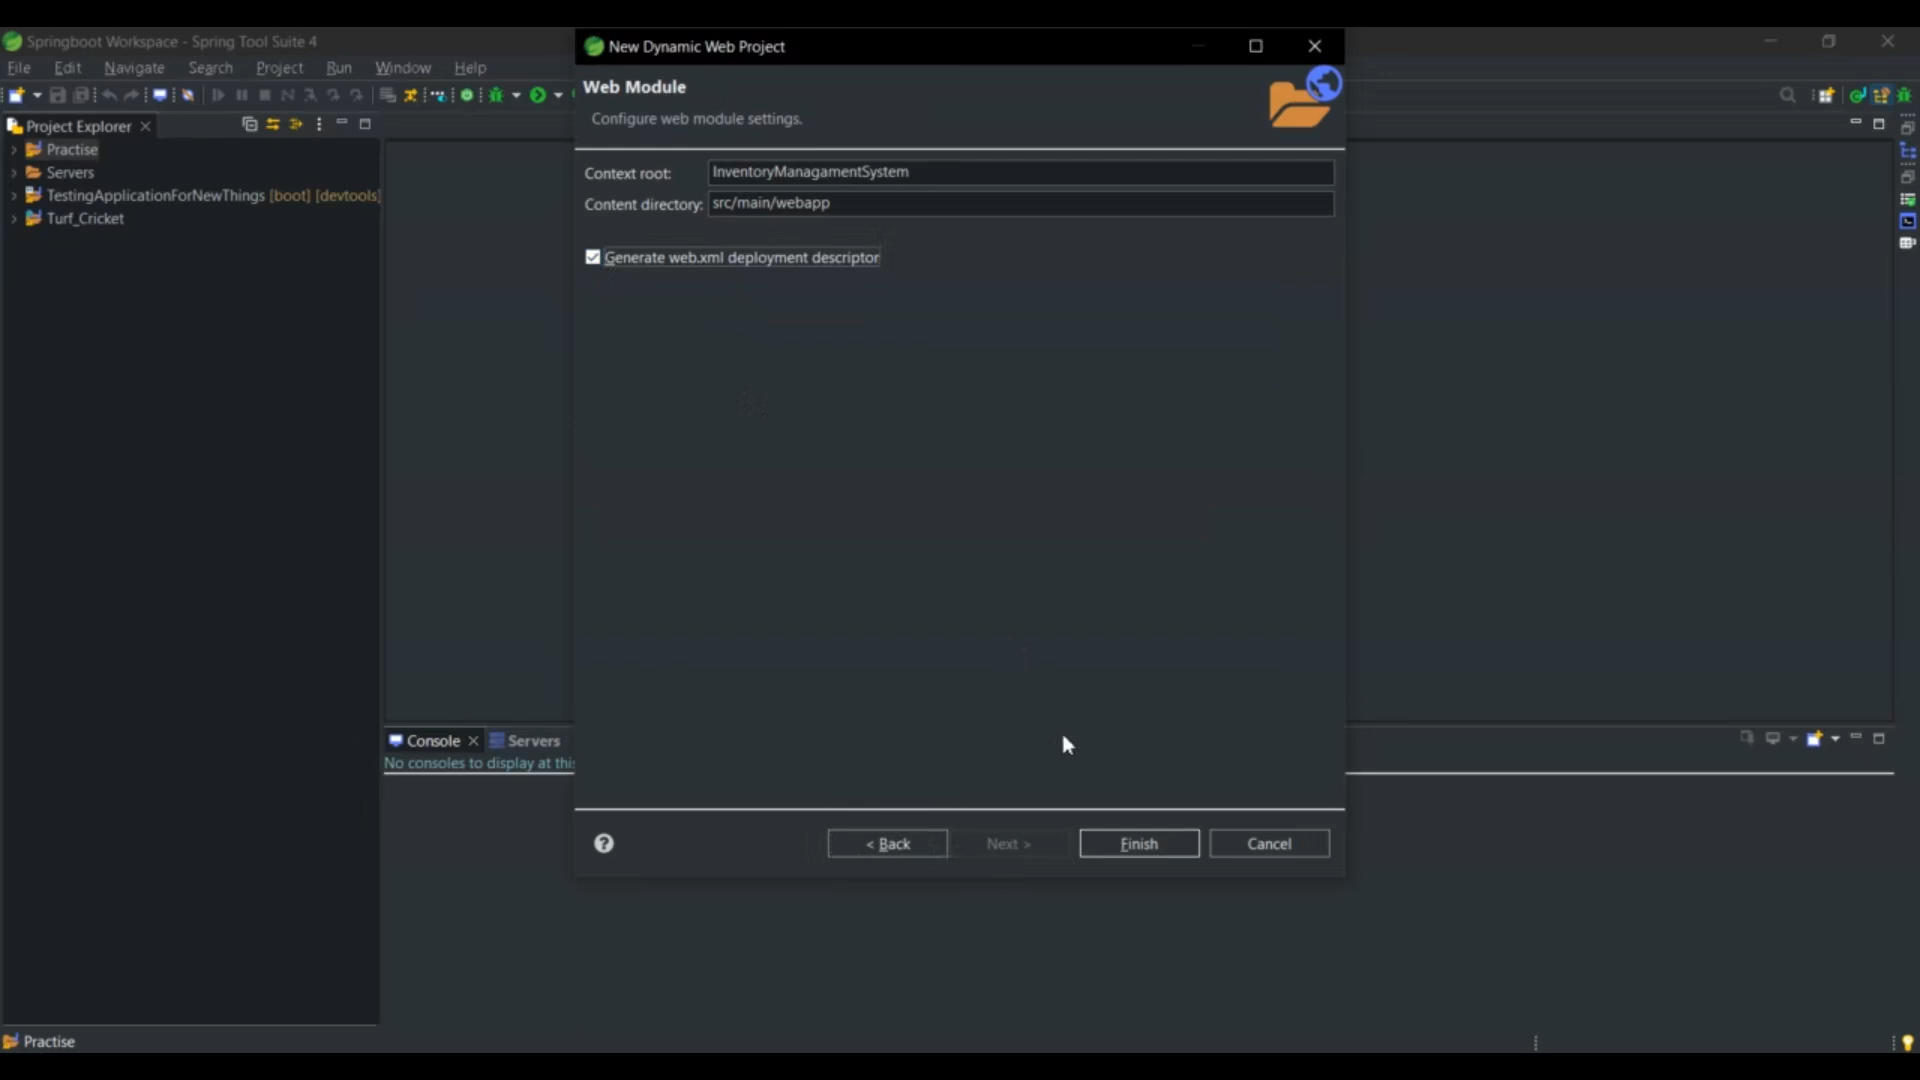 Springboot Workspace - Spring Tool Suite 4
New Dynamic Web Project
File Edit Navigate Search Project Run Window Help
Web Module
Configure web module settings.
Project Explorer
Practise
Servers
TestingApplicationForNewThings [boot] [devtools]
Turf_Cricket
Context root: InventoryManagamentSystem
Content directory: src/main/webapp
Generate web.xml deployment descriptor
Console
Servers
No consoles to display at this
< Back
Next >
Finish
Cancel
Practise